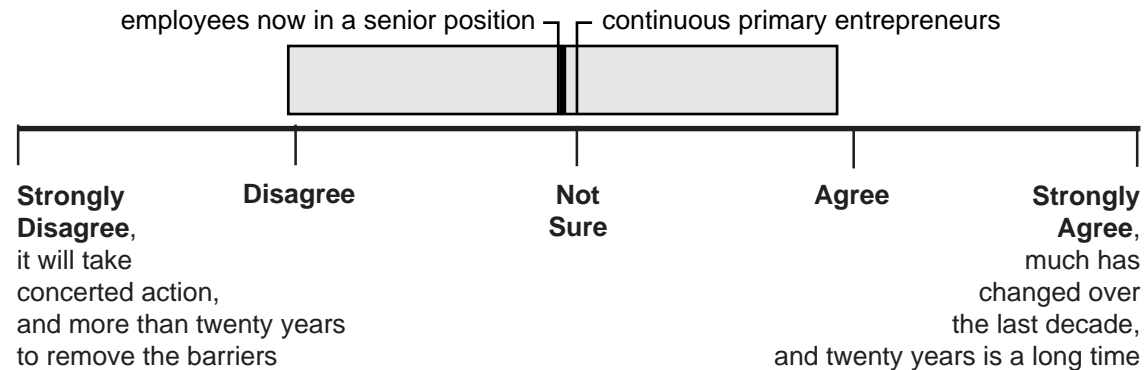 employees now in a senior position
continuous primary entrepreneurs
Strongly
Disagree,
it will take
concerted action,
and more than twenty years
to remove the barriers
Disagree
Not
Sure
Agree
Strongly
Agree,
much has
changed over
the last decade,
and twenty years is a long time